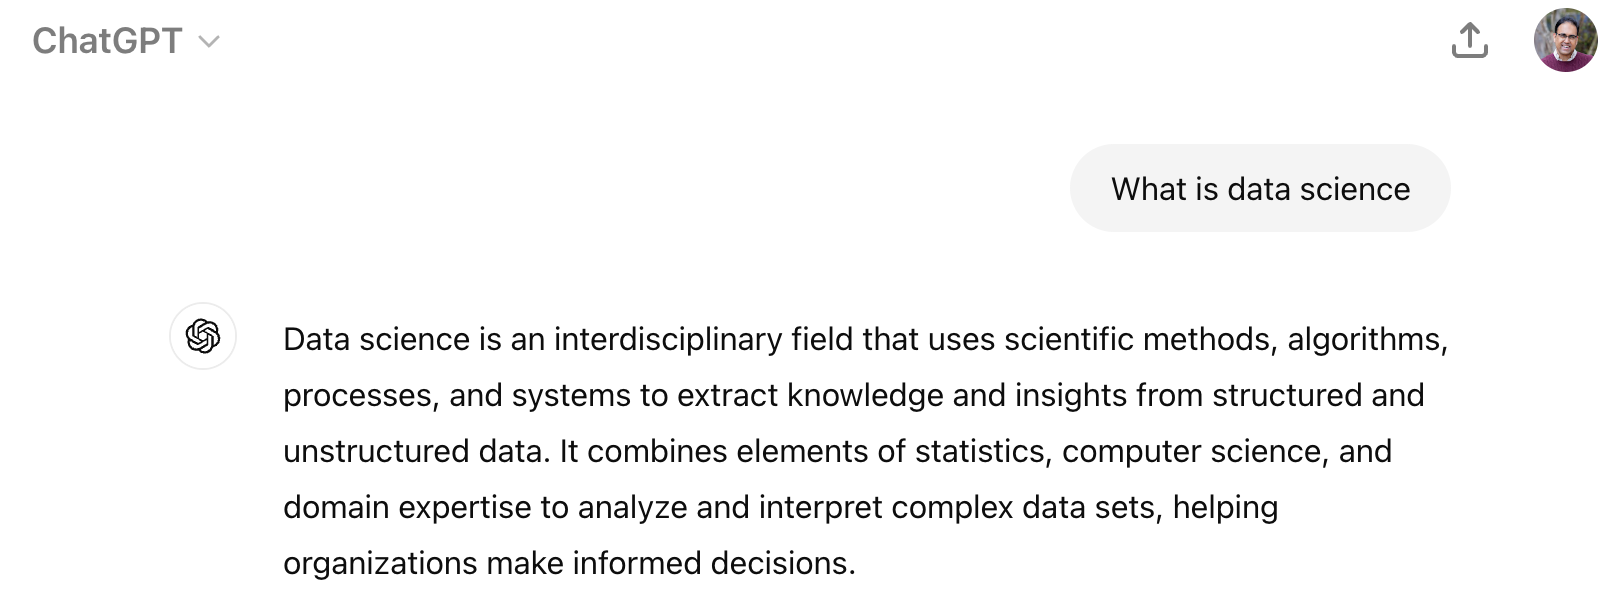 ChatGPT
What is data science
Data science is an interdisciplinary field that uses scientific methods, algorithms,
processes, and systems to extract knowledge and insights from structured and
unstructured data. It combines elements of statistics, computer science, and
domain expertise to analyze and interpret complex data sets, helping
organizations make informed decisions.